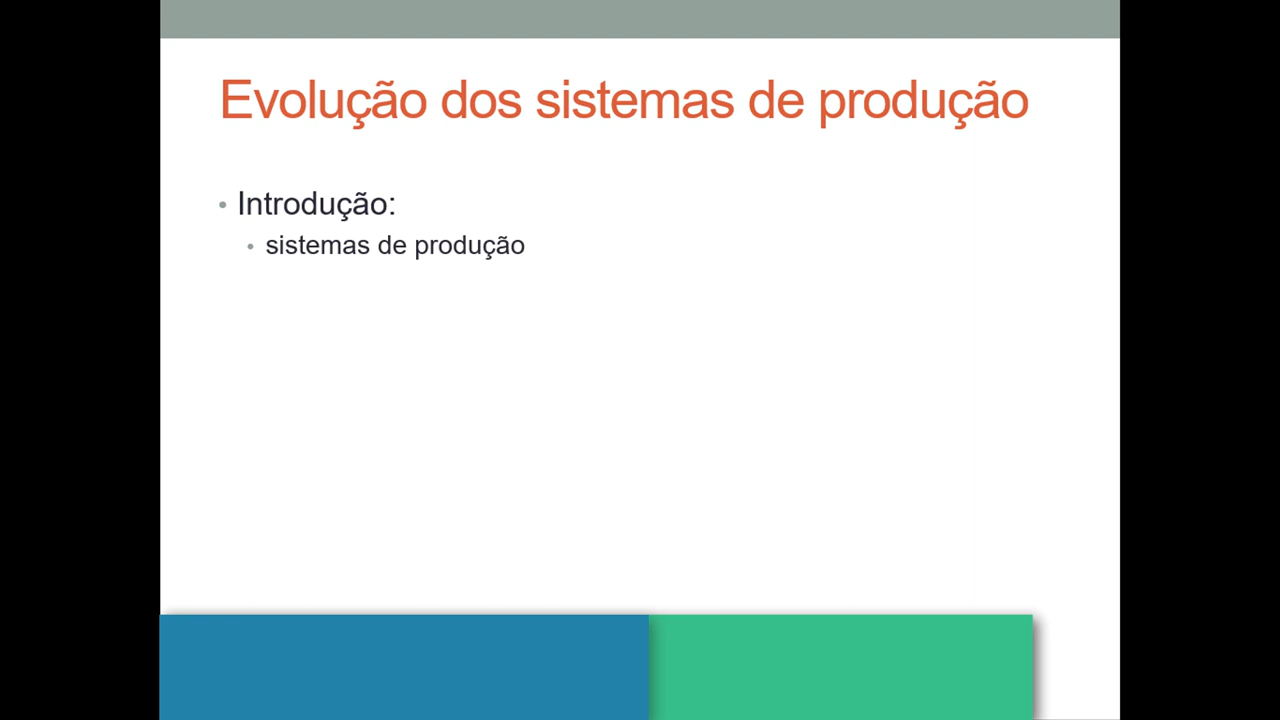 Evolução dos sistemas de produção
• Introdução:
• sistemas de produção